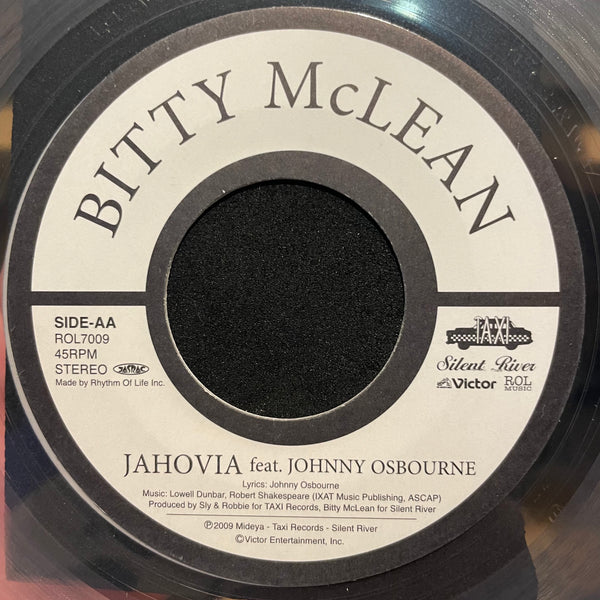 BITTY McLEAN
SIDE-AA
ROL7009
45RPM
STEREO JASRAC
Made by Rhythm Of Life Inc.
TAXI
Silent River
Victor ROL MUSIC
JAHOVIA feat. JOHNNY OSBOURNE
Lyrics: Johnny Osbourne
Music: Lowell Dunbar, Robert Shakespeare (IXAT Music Publishing, ASCAP)
Produced by Sly & Robbie for TAXI Records, Bitty McLean for Silent River
℗2009 Mideya - Taxi Records - Silent River
©Victor Entertainment, Inc.